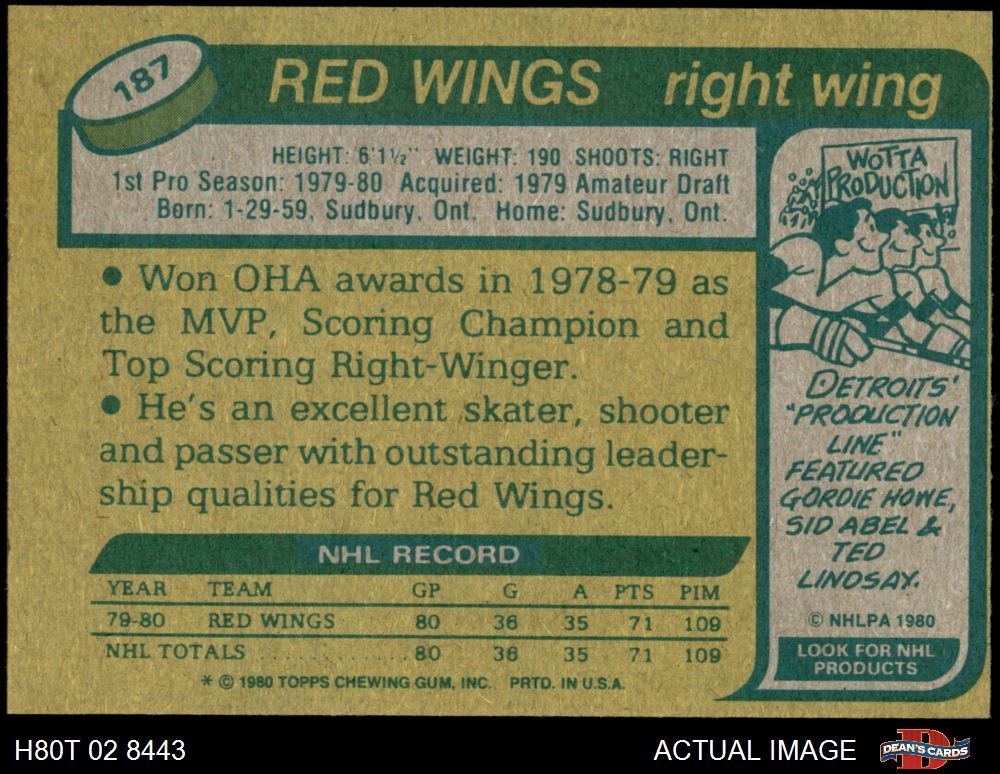 187
RED WINGS right wing
HEIGHT: 6'1½" WEIGHT: 190 SHOOTS: RIGHT
1st Pro Season: 1979-80 Acquired: 1979 Amateur Draft
Born: 1-29-59, Sudbury, Ont. Home: Sudbury, Ont.
● Won OHA awards in 1978-79 as
the MVP, Scoring Champion and
Top Scoring Right-Winger.
● He's an excellent skater, shooter
and passer with outstanding leader-
ship qualities for Red Wings.
NHL RECORD
YEAR TEAM GP G A PTS PIM
79-80 RED WINGS 80 36 35 71 109
NHL TOTALS ............... 80 36 35 71 109
* © 1980 TOPPS CHEWING GUM, INC. PRTD. IN U.S.A.
WOTTA
PRODUCTION
DETROITS'
"PRODUCTION
LINE"
FEATURED
GORDIE HOWE,
SID ABEL &
TED
LINDSAY.
© NHLPA 1980
LOOK FOR NHL
PRODUCTS
H80T 02 8443
ACTUAL IMAGE
DEAN'S CARDS